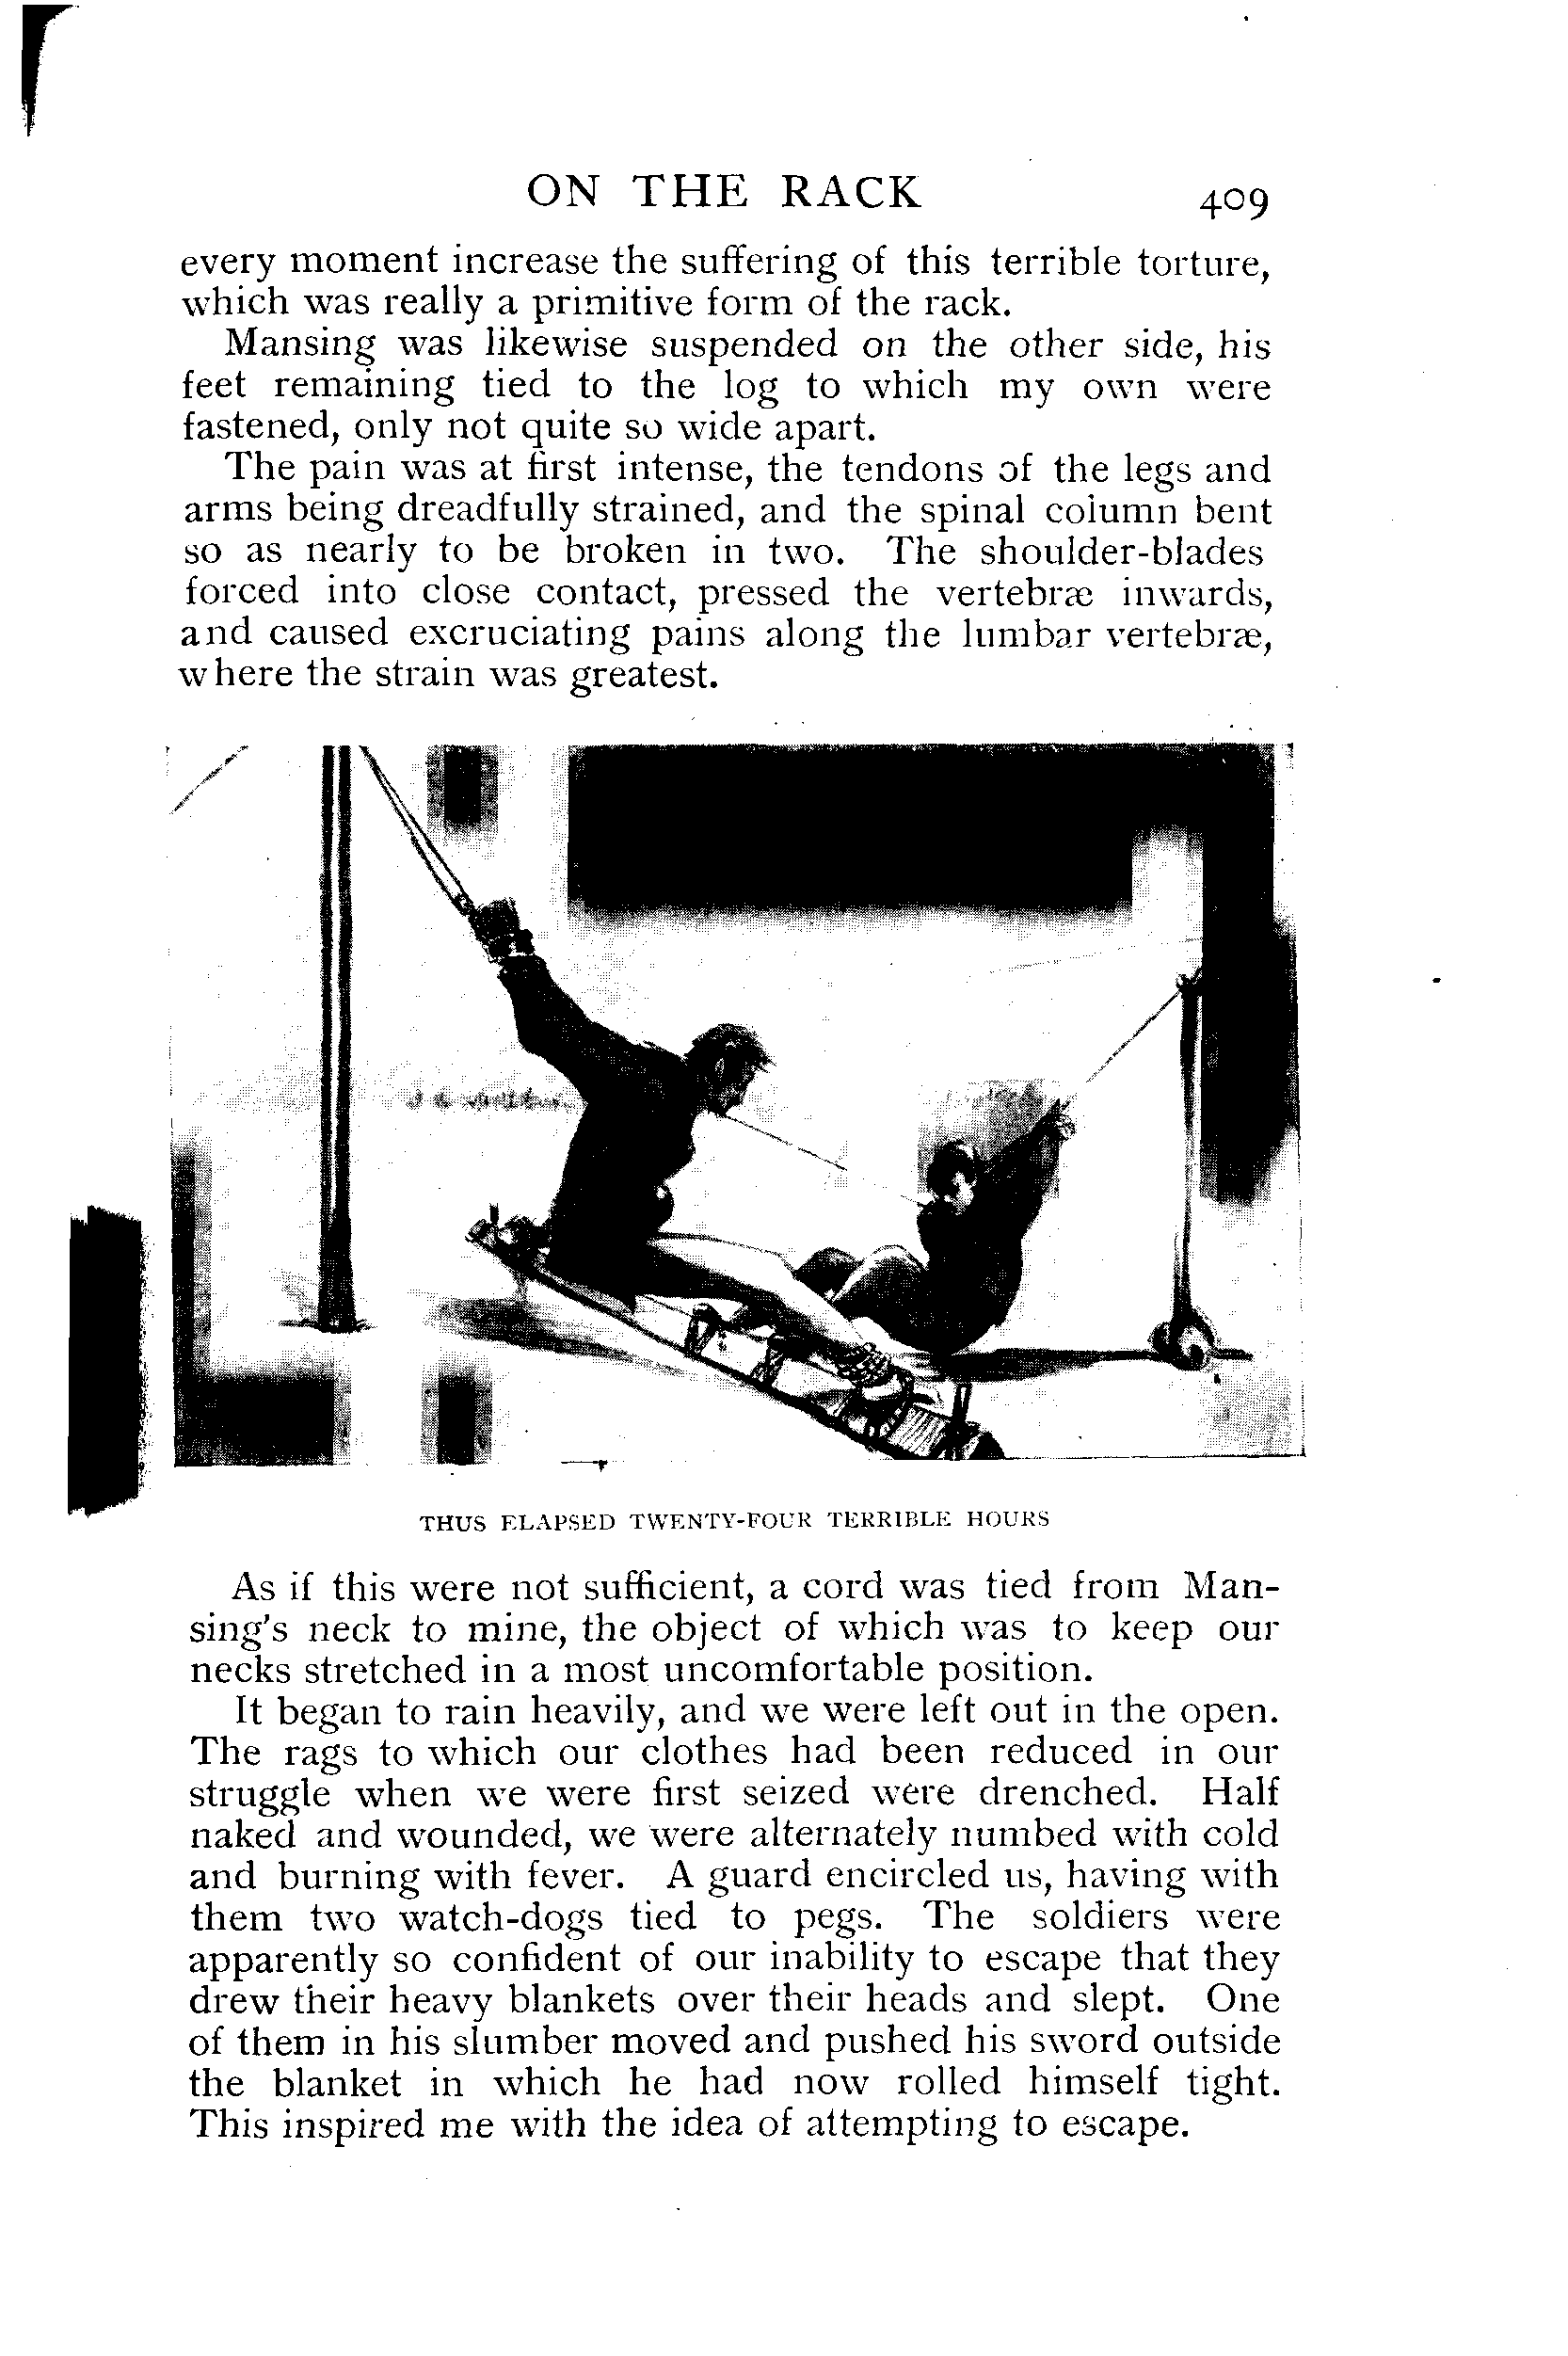 ON THE RACK 409
every moment increase the suffering of this terrible torture,
which was really a primitive form of the rack.
Mansing was likewise suspended on the other side, his
feet remaining tied to the log to which my own were
fastened, only not quite so wide apart.
The pain was at first intense, the tendons of the legs and
arms being dreadfully strained, and the spinal column bent
so as nearly to be broken in two. The shoulder-blades
forced into close contact, pressed the vertebræ inwards,
and caused excruciating pains along the lumbar vertebræ,
where the strain was greatest.
THUS ELAPSED TWENTY-FOUR TERRIBLE HOURS
As if this were not sufficient, a cord was tied from Man-
sing's neck to mine, the object of which was to keep our
necks stretched in a most uncomfortable position.
It began to rain heavily, and we were left out in the open.
The rags to which our clothes had been reduced in our
struggle when we were first seized were drenched. Half
naked and wounded, we were alternately numbed with cold
and burning with fever. A guard encircled us, having with
them two watch-dogs tied to pegs. The soldiers were
apparently so confident of our inability to escape that they
drew their heavy blankets over their heads and slept. One
of them in his slumber moved and pushed his sword outside
the blanket in which he had now rolled himself tight.
This inspired me with the idea of attempting to escape.